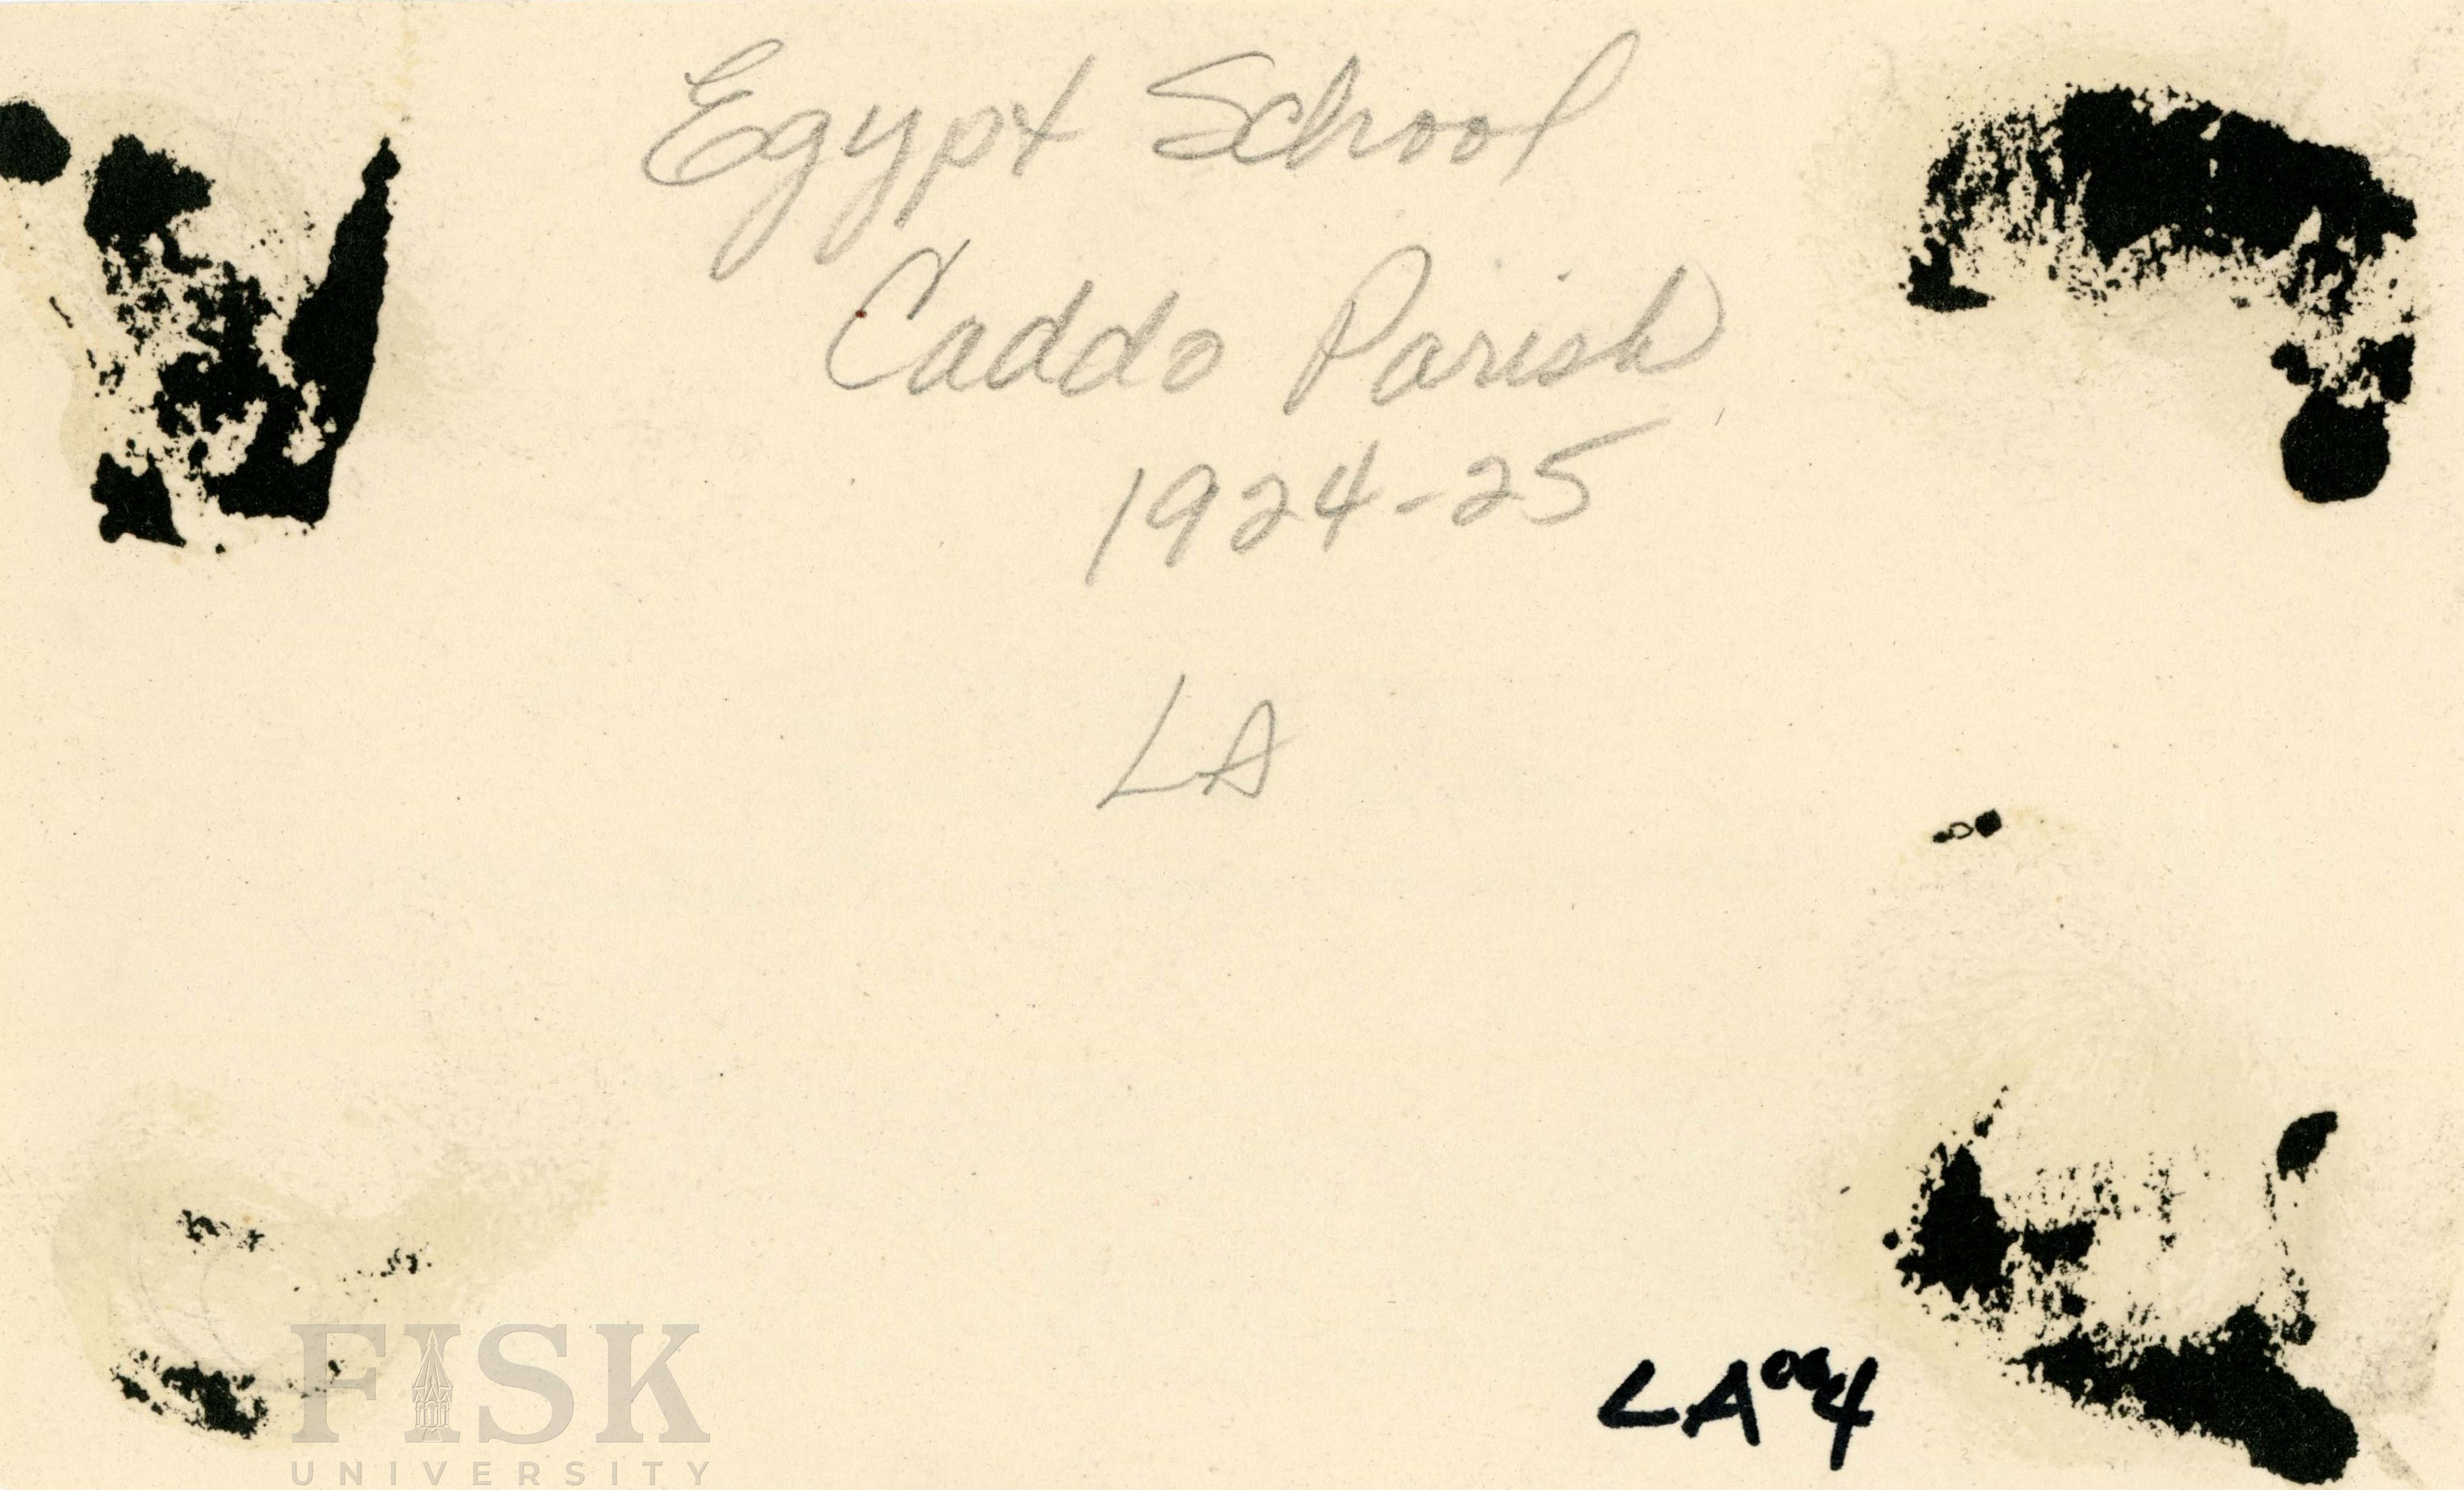 Egypt School
Caddo Parish
1924-25
LA
LA004
FISK
UNIVERSITY